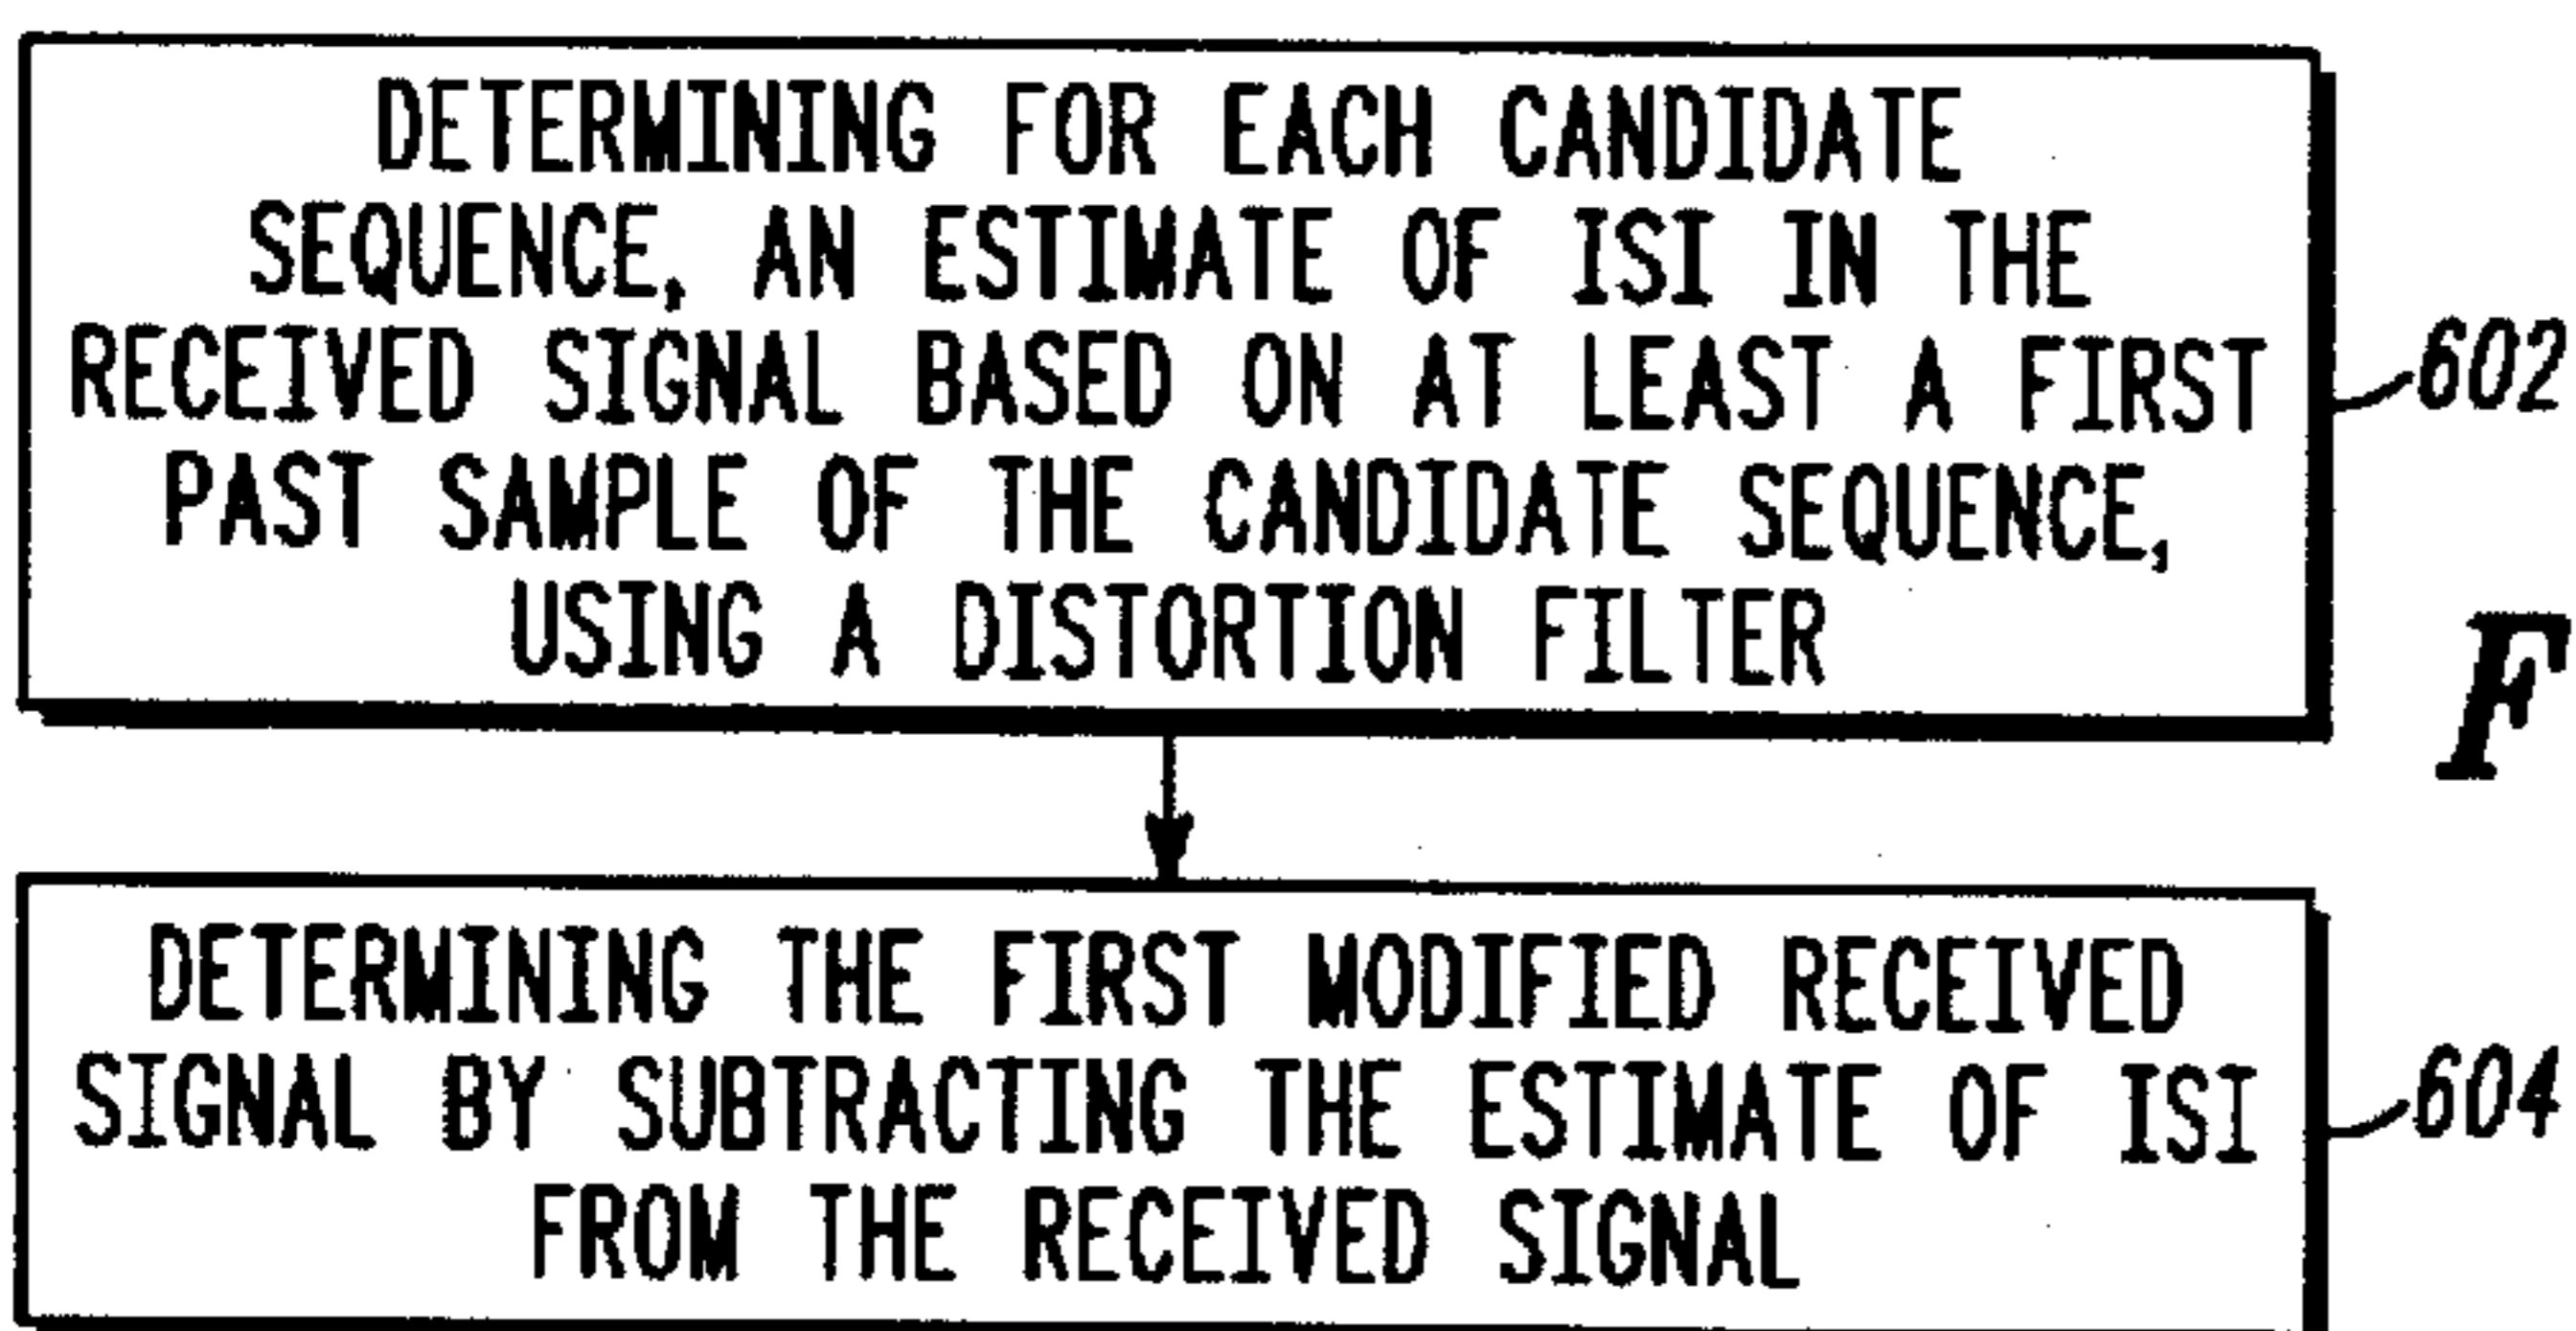 DETERMINING FOR EACH CANDIDATE
SEQUENCE, AN ESTIMATE OF ISI IN THE
RECEIVED SIGNAL BASED ON AT LEAST A FIRST
PAST SAMPLE OF THE CANDIDATE SEQUENCE,
USING A DISTORTION FILTER
602
F
DETERMINING THE FIRST MODIFIED RECEIVED
SIGNAL BY SUBTRACTING THE ESTIMATE OF ISI
FROM THE RECEIVED SIGNAL
604